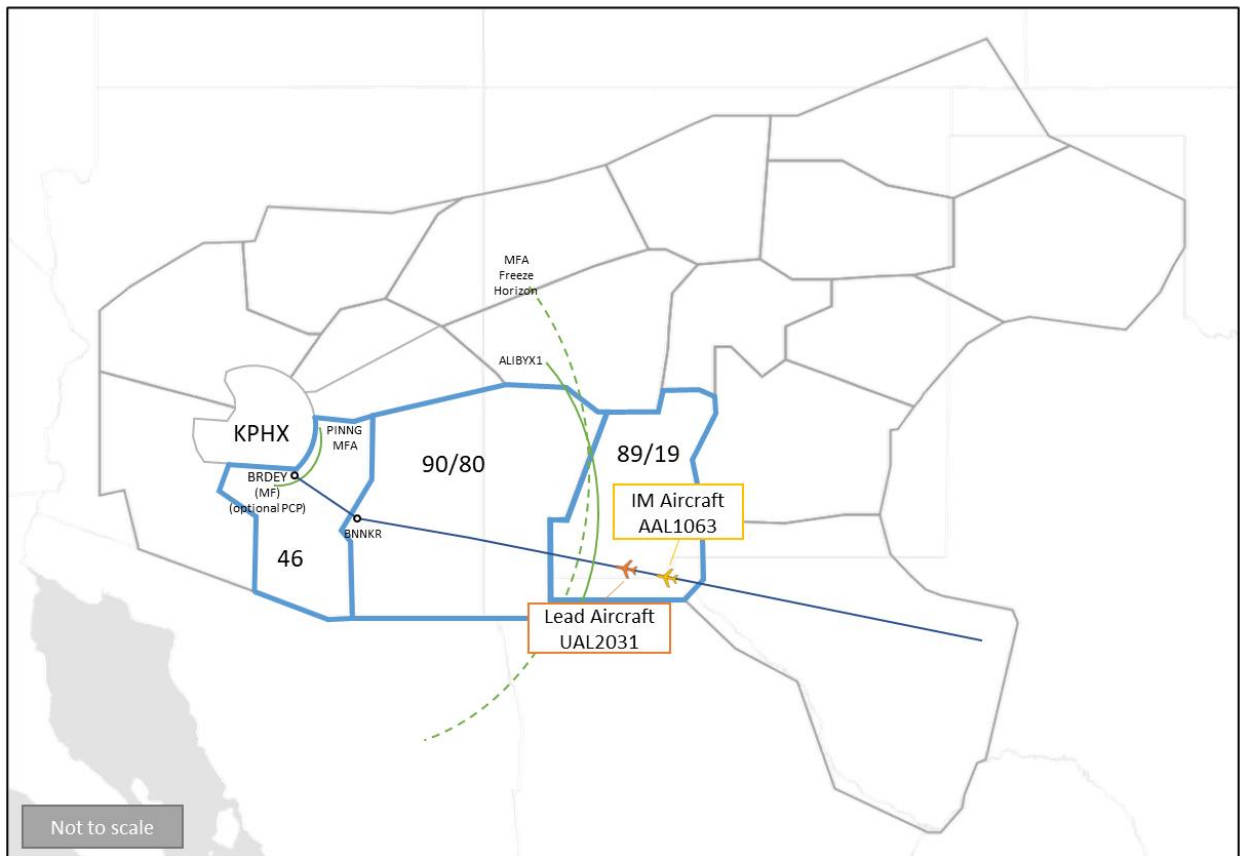 MFA
Freeze
Horizon
ALIBYX1
KPHX
PINNG
MFA
90/80
89/19
BRDEY
(MF)
(optional PCP)
BNNKR
IM Aircraft
AAL1063
46
Lead Aircraft
UAL2031
Not to scale